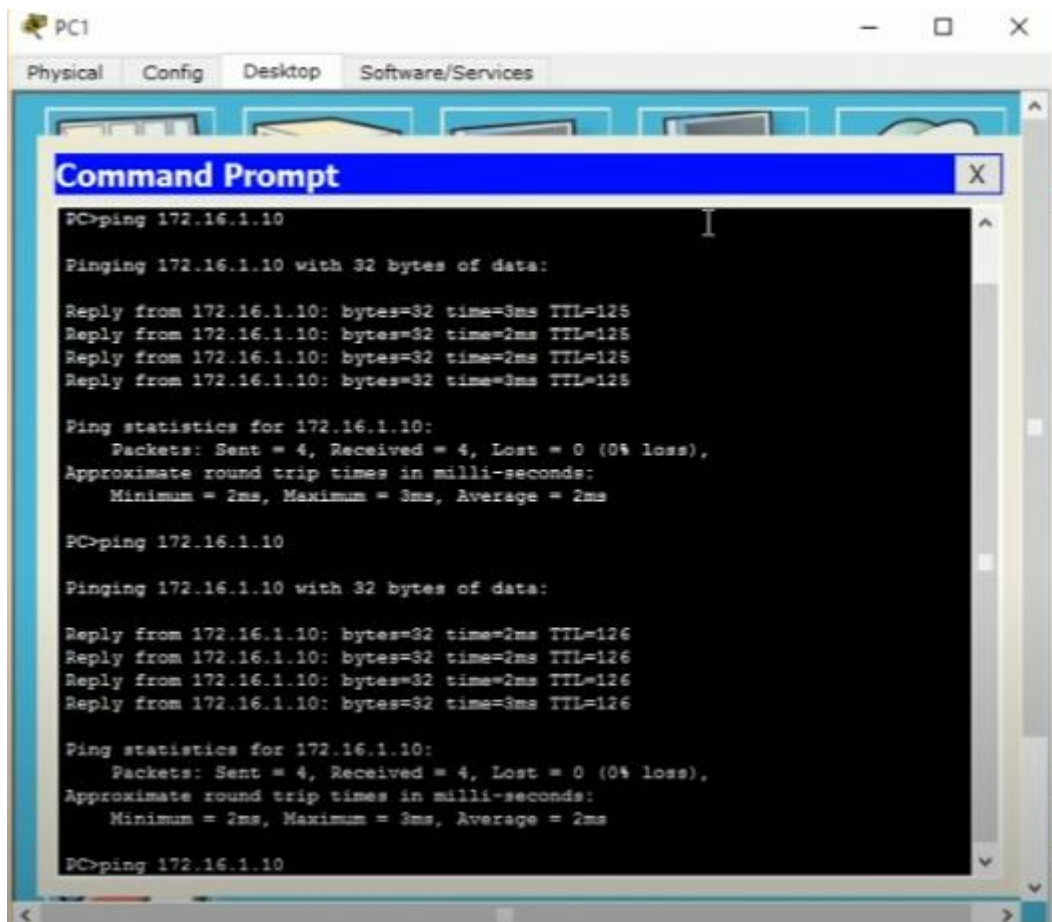 PC1
Physical Config Desktop Software/Services
Command Prompt X
PC>ping 172.16.1.10
Pinging 172.16.1.10 with 32 bytes of data:
Reply from 172.16.1.10: bytes=32 time=3ms TTL=125
Reply from 172.16.1.10: bytes=32 time=2ms TTL=125
Reply from 172.16.1.10: bytes=32 time=2ms TTL=125
Reply from 172.16.1.10: bytes=32 time=3ms TTL=125
Ping statistics for 172.16.1.10:
Packets: Sent = 4, Received = 4, Lost = 0 (0% loss),
Approximate round trip times in milli-seconds:
Minimum = 2ms, Maximum = 3ms, Average = 2ms
PC>ping 172.16.1.10
Pinging 172.16.1.10 with 32 bytes of data:
Reply from 172.16.1.10: bytes=32 time=2ms TTL=126
Reply from 172.16.1.10: bytes=32 time=2ms TTL=126
Reply from 172.16.1.10: bytes=32 time=2ms TTL=126
Reply from 172.16.1.10: bytes=32 time=3ms TTL=126
Ping statistics for 172.16.1.10:
Packets: Sent = 4, Received = 4, Lost = 0 (0% loss),
Approximate round trip times in milli-seconds:
Minimum = 2ms, Maximum = 3ms, Average = 2ms
PC>ping 172.16.1.10